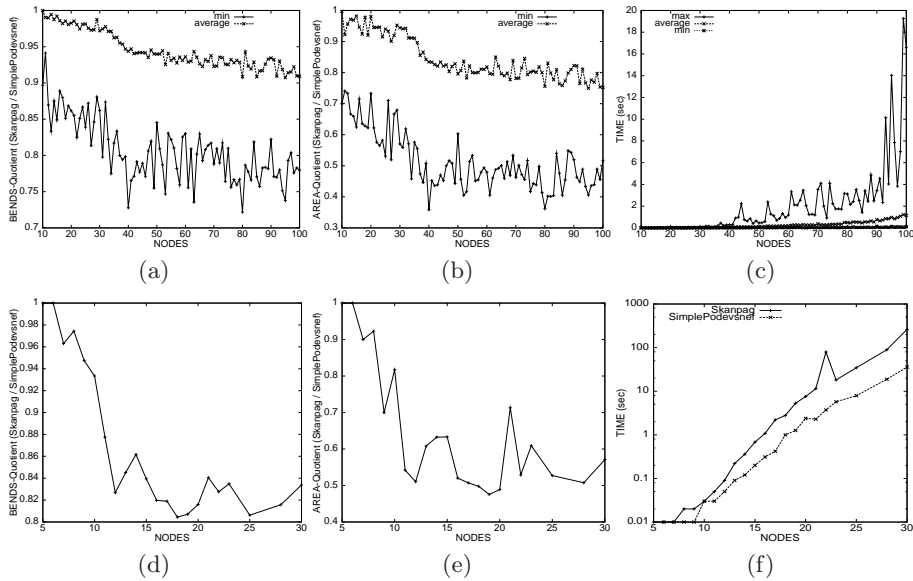 BENDS-Quotient (Skanpag / SimplePodevsnef)
min
average
1
0.95
0.9
0.85
0.8
0.75
0.7
10 20 30 40 50 60 70 80 90 100
NODES
(a)
AREA-Quotient (Skanpag / SimplePodevsnef)
min
average
1
0.9
0.8
0.7
0.6
0.5
0.4
0.3
10 20 30 40 50 60 70 80 90 100
NODES
(b)
TIME (sec)
max
average
min
20
18
16
14
12
10
8
6
4
2
0
10 20 30 40 50 60 70 80 90 100
NODES
(c)
BENDS-Quotient (Skanpag / SimplePodevsnef)
1
0.98
0.96
0.94
0.92
0.9
0.88
0.86
0.84
0.82
0.8
5 10 15 20 25 30
NODES
(d)
AREA-Quotient (Skanpag / SimplePodevsnef)
1
0.9
0.8
0.7
0.6
0.5
0.4
5 10 15 20 25 30
NODES
(e)
TIME (sec)
Skanpag
SimplePodevsnef
1000
100
10
1
0.1
0.01
5 10 15 20 25 30
NODES
(f)